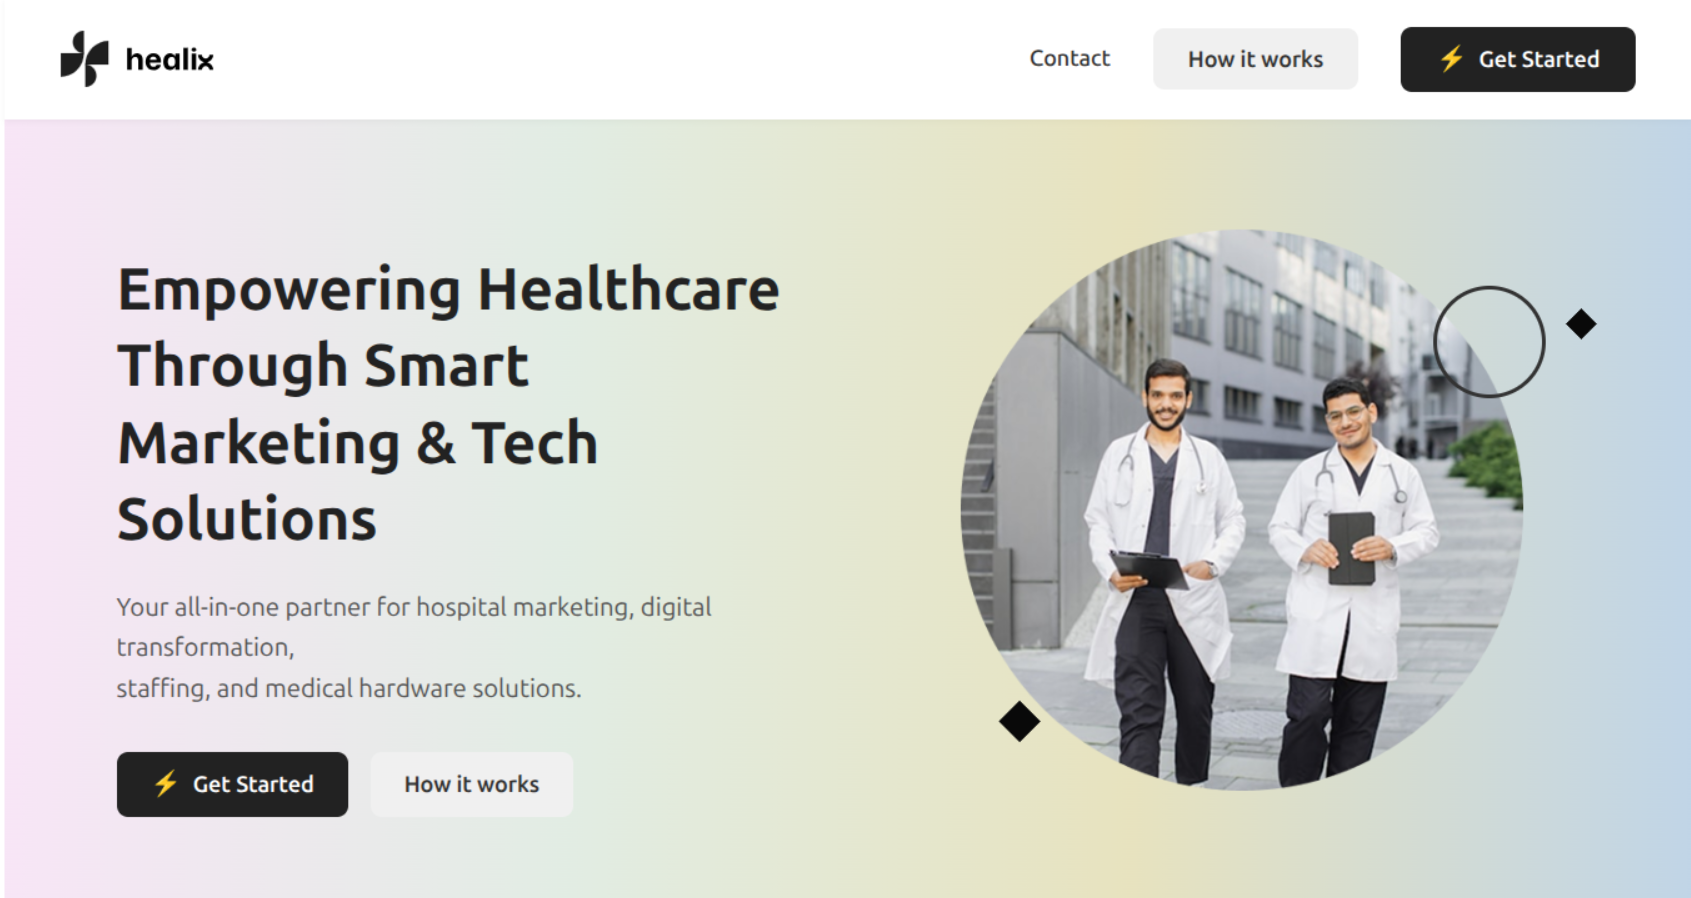 healix
Contact
How it works
⚡ Get Started
Empowering Healthcare
Through Smart
Marketing & Tech
Solutions
Your all-in-one partner for hospital marketing, digital
transformation,
staffing, and medical hardware solutions.
⚡ Get Started
How it works